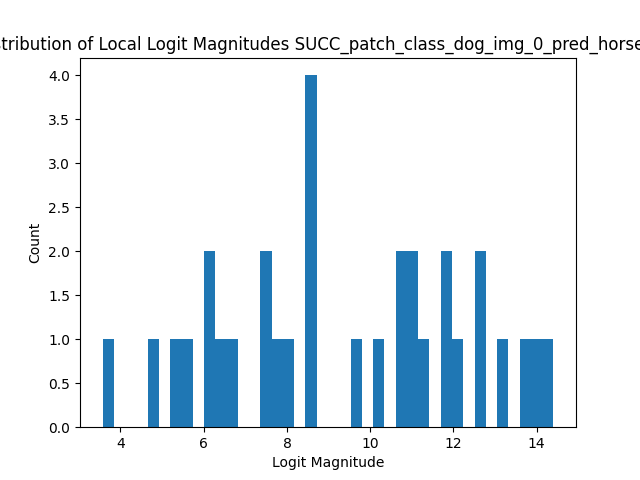 tribution of Local Logit Magnitudes SUCC_patch_class_dog_img_0_pred_horse
4.0
3.5
3.0
2.5
2.0
1.5
1.0
0.5
0.0
Count
4 6 8 10 12 14
Logit Magnitude